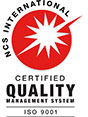 NCS INTERNATIONAL
CERTIFIED
QUALITY
MANAGEMENT SYSTEM
ISO 9001